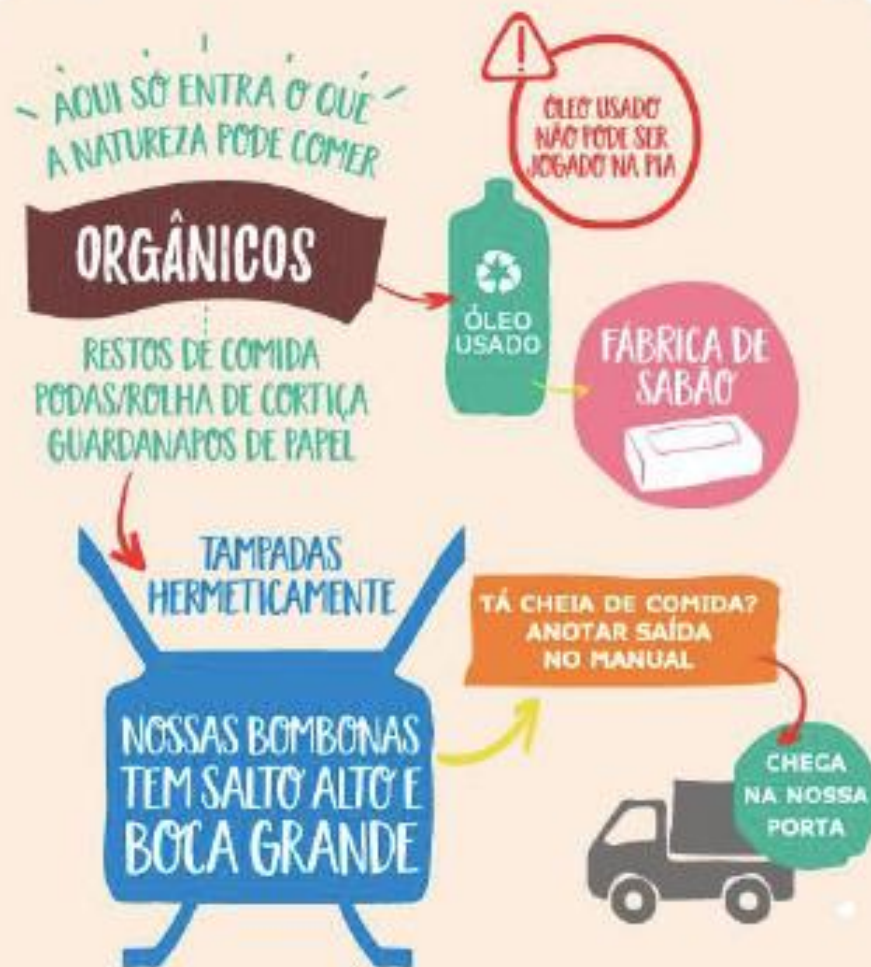 AQUI SÓ ENTRA O QUE
A NATUREZA PODE COMER
ORGÂNICOS
RESTOS DE COMIDA
PODAS/ROLHA DE CORTIÇA
GUARDANAPOS DE PAPEL
ÓLEO USADO
NÃO PODE SER
JOGADO NA PIA
ÓLEO
USADO
FÁBRICA DE
SABÃO
TAMPADAS
HERMETICAMENTE
NOSSAS BOMBONAS
TEM SALTO ALTO E
BOCA GRANDE
TÁ CHEIA DE COMIDA?
ANOTAR SAÍDA
NO MANUAL
CHEGA
NA NOSSA
PORTA